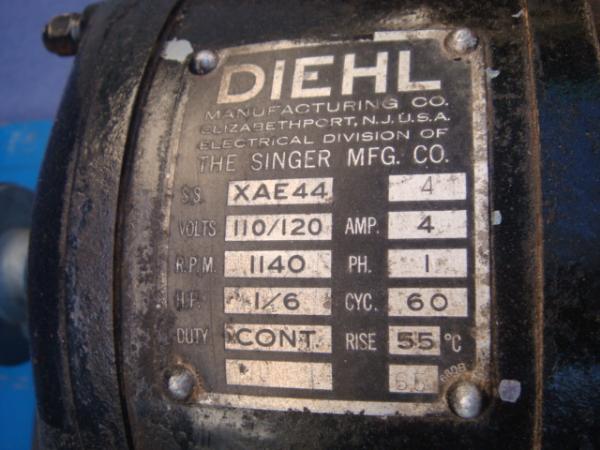 DIEHL
MANUFACTURING CO.
ELIZABETHPORT, N.J. U.S.A.
ELECTRICAL DIVISION OF
THE SINGER MFG. CO.
S.S. XAE44 4
VOLTS 110/120 AMP. 4
R.P.M. 1140 PH. 1
H.P. 1/6 CYC. 60
DUTY CONT. RISE 55 °C